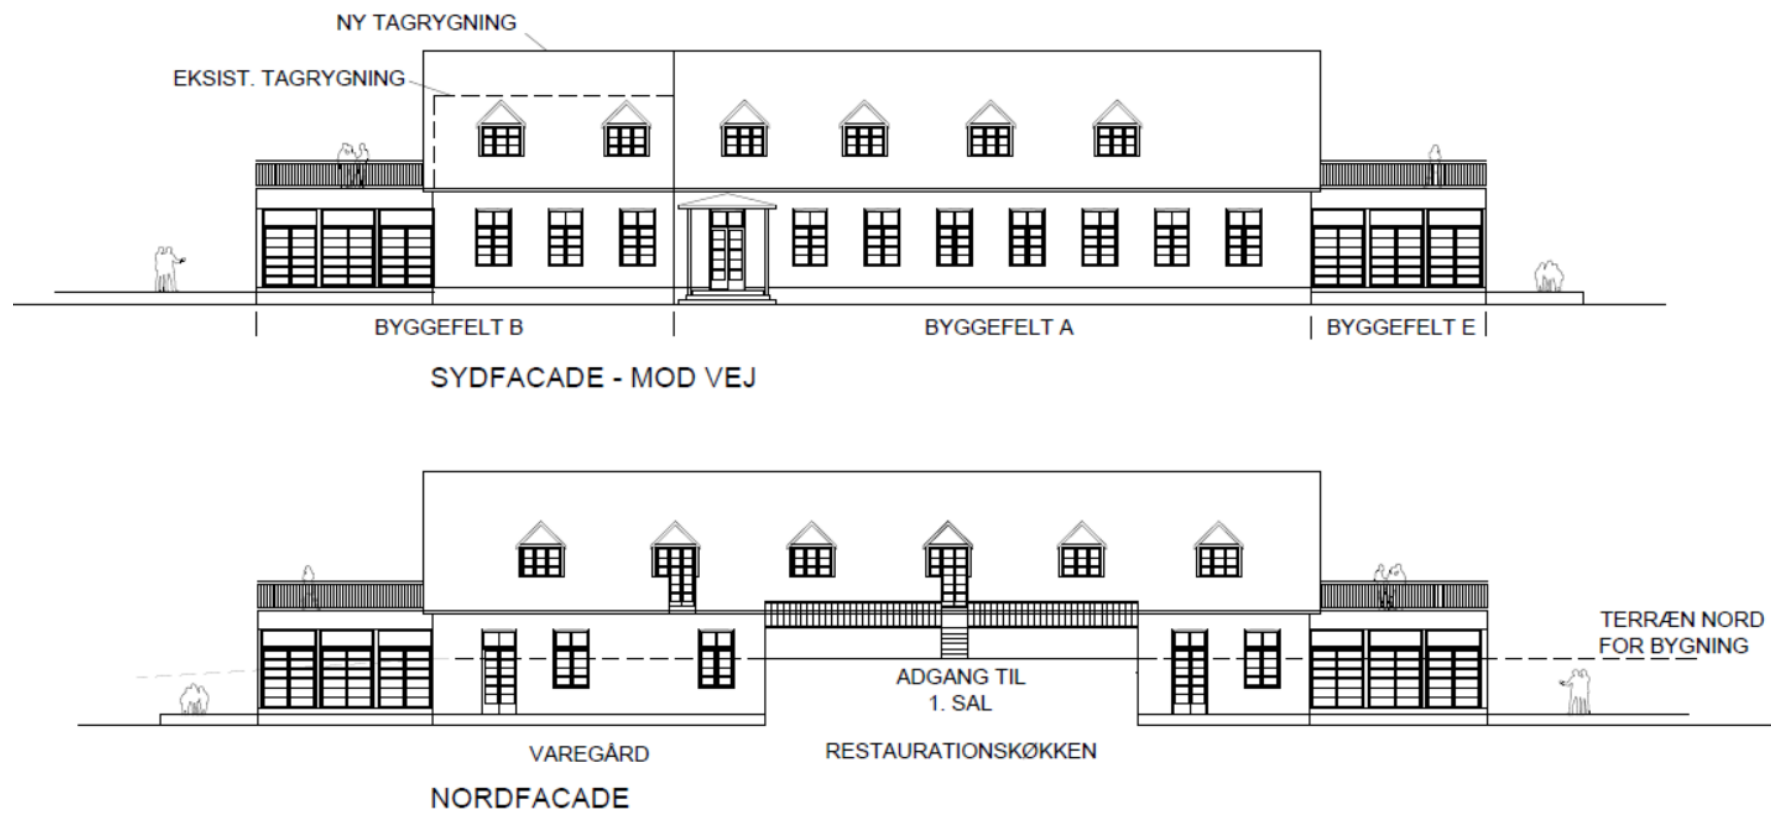 NY TAGRYGNING
EKSIST. TAGRYGNING
BYGGEFELT B
BYGGEFELT A
BYGGEFELT E
SYDFACADE - MOD VEJ
TERRÆN NORD
FOR BYGNING
ADGANG TIL
1. SAL
VAREGÅRD
RESTAURATIONSKØKKEN
NORDFACADE